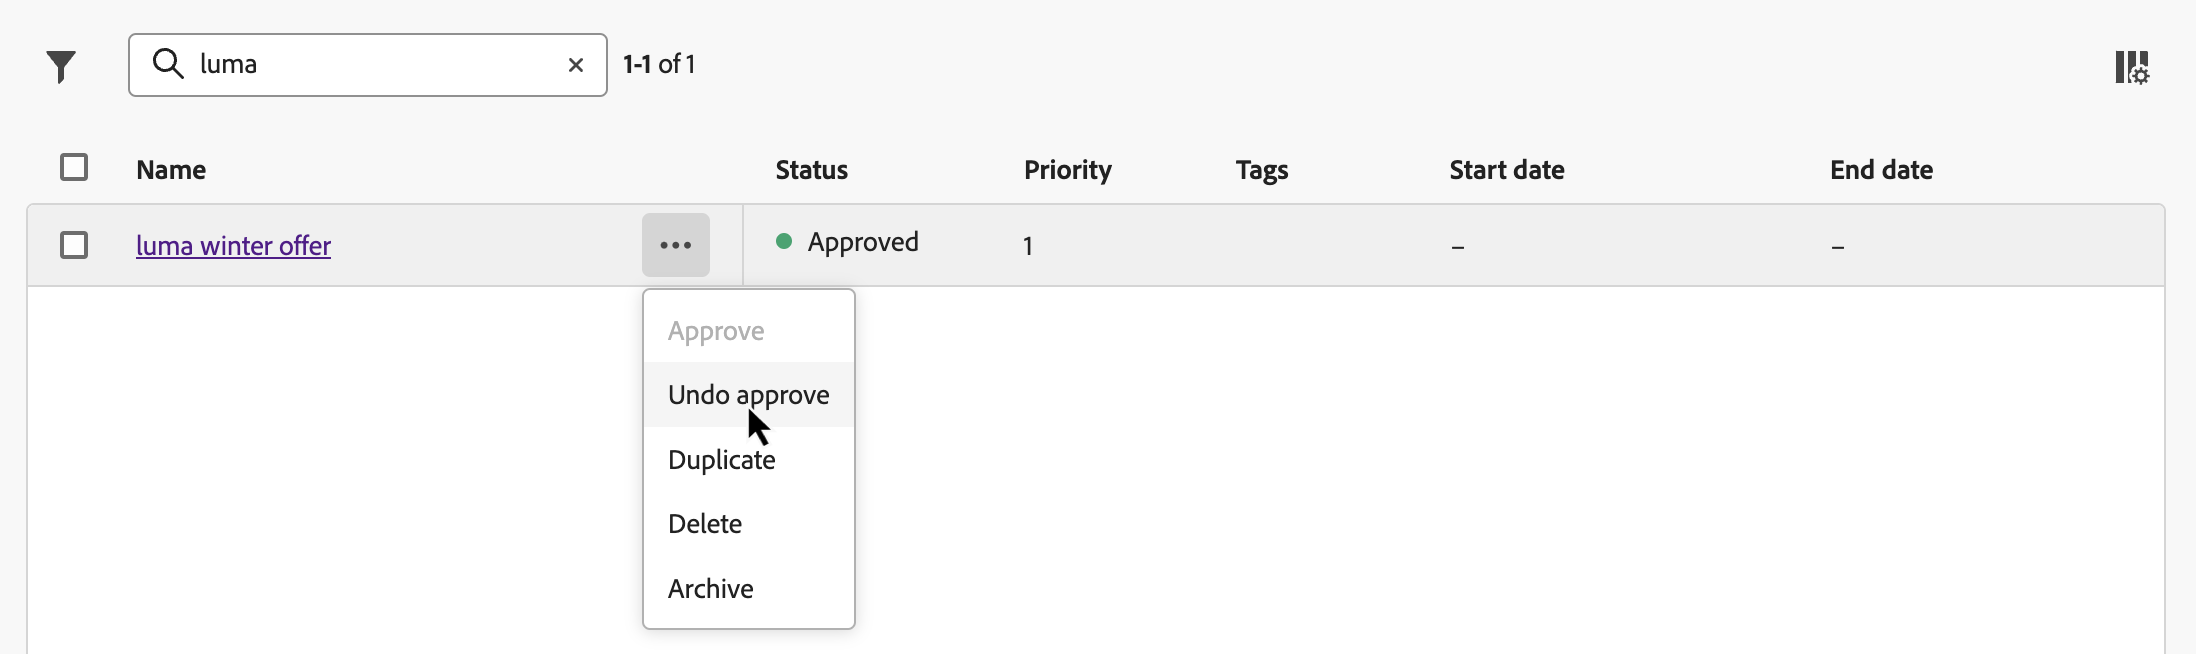 luma 1-1 of 1
Name Status Priority Tags Start date End date
luma winter offer ... Approved 1 – –
Approve
Undo approve
Duplicate
Delete
Archive